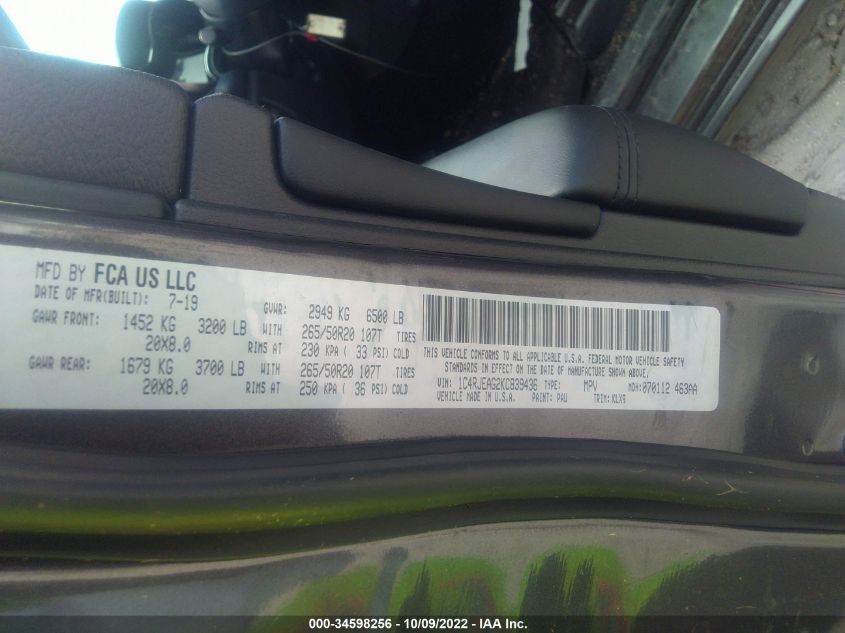 MFD BY FCA US LLC
DATE OF MFR(BUILT): 7-19
GVWR: 2949 KG 6500 LB
GAWR FRONT: 1452 KG 3200 LB WITH 265/50R20 107T TIRES
20X8.0 RIMS AT 230 KPA ( 33 PSI) COLD
GAWR REAR: 1679 KG 3700 LB WITH 265/50R20 107T TIRES
20X8.0 RIMS AT 250 KPA ( 36 PSI) COLD
THIS VEHICLE CONFORMS TO ALL APPLICABLE U.S.A. FEDERAL MOTOR VEHICLE SAFETY
STANDARDS IN EFFECT ON THE DATE OF MANUFACTURE SHOWN ABOVE.
VIN: 1C4RJEAG2KC839436 TYPE: MPV MDH: 070112 463AA
VEHICLE MADE IN U.S.A. PAINT: PAU TRIM: KLX9
000-34598256 - 10/09/2022 - IAA Inc.